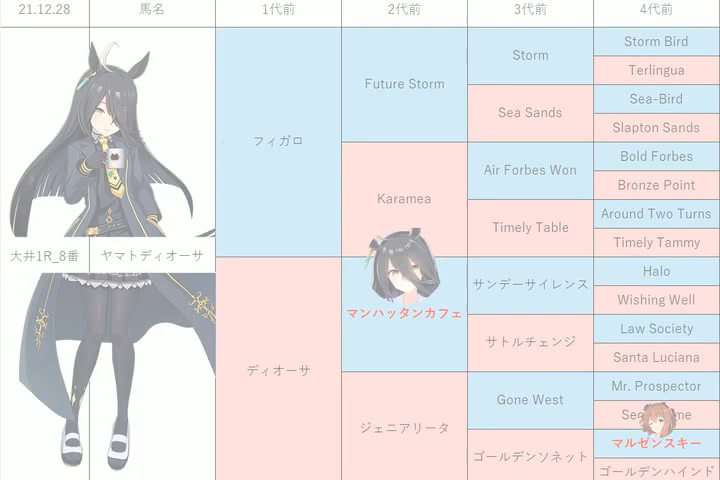 21.12.28 馬名 1代前 2代前 3代前 4代前
Storm Bird
Storm
Terlingua
Future Storm
Sea-Bird
Sea Sands
Slapton Sands
フィガロ
Bold Forbes
Air Forbes Won
Bronze Point
Karamea
Around Two Turns
Timely Table
Timely Tammy
大井1R_8番 ヤマトディオーサ
Halo
サンデーサイレンス
Wishing Well
マンハッタンカフェ
Law Society
サトルチェンジ
Santa Luciana
ディオーサ
Mr. Prospector
Gone West
ジェニアリータ
マルゼンスキー
ゴールデンソネット
ゴールデンハインド